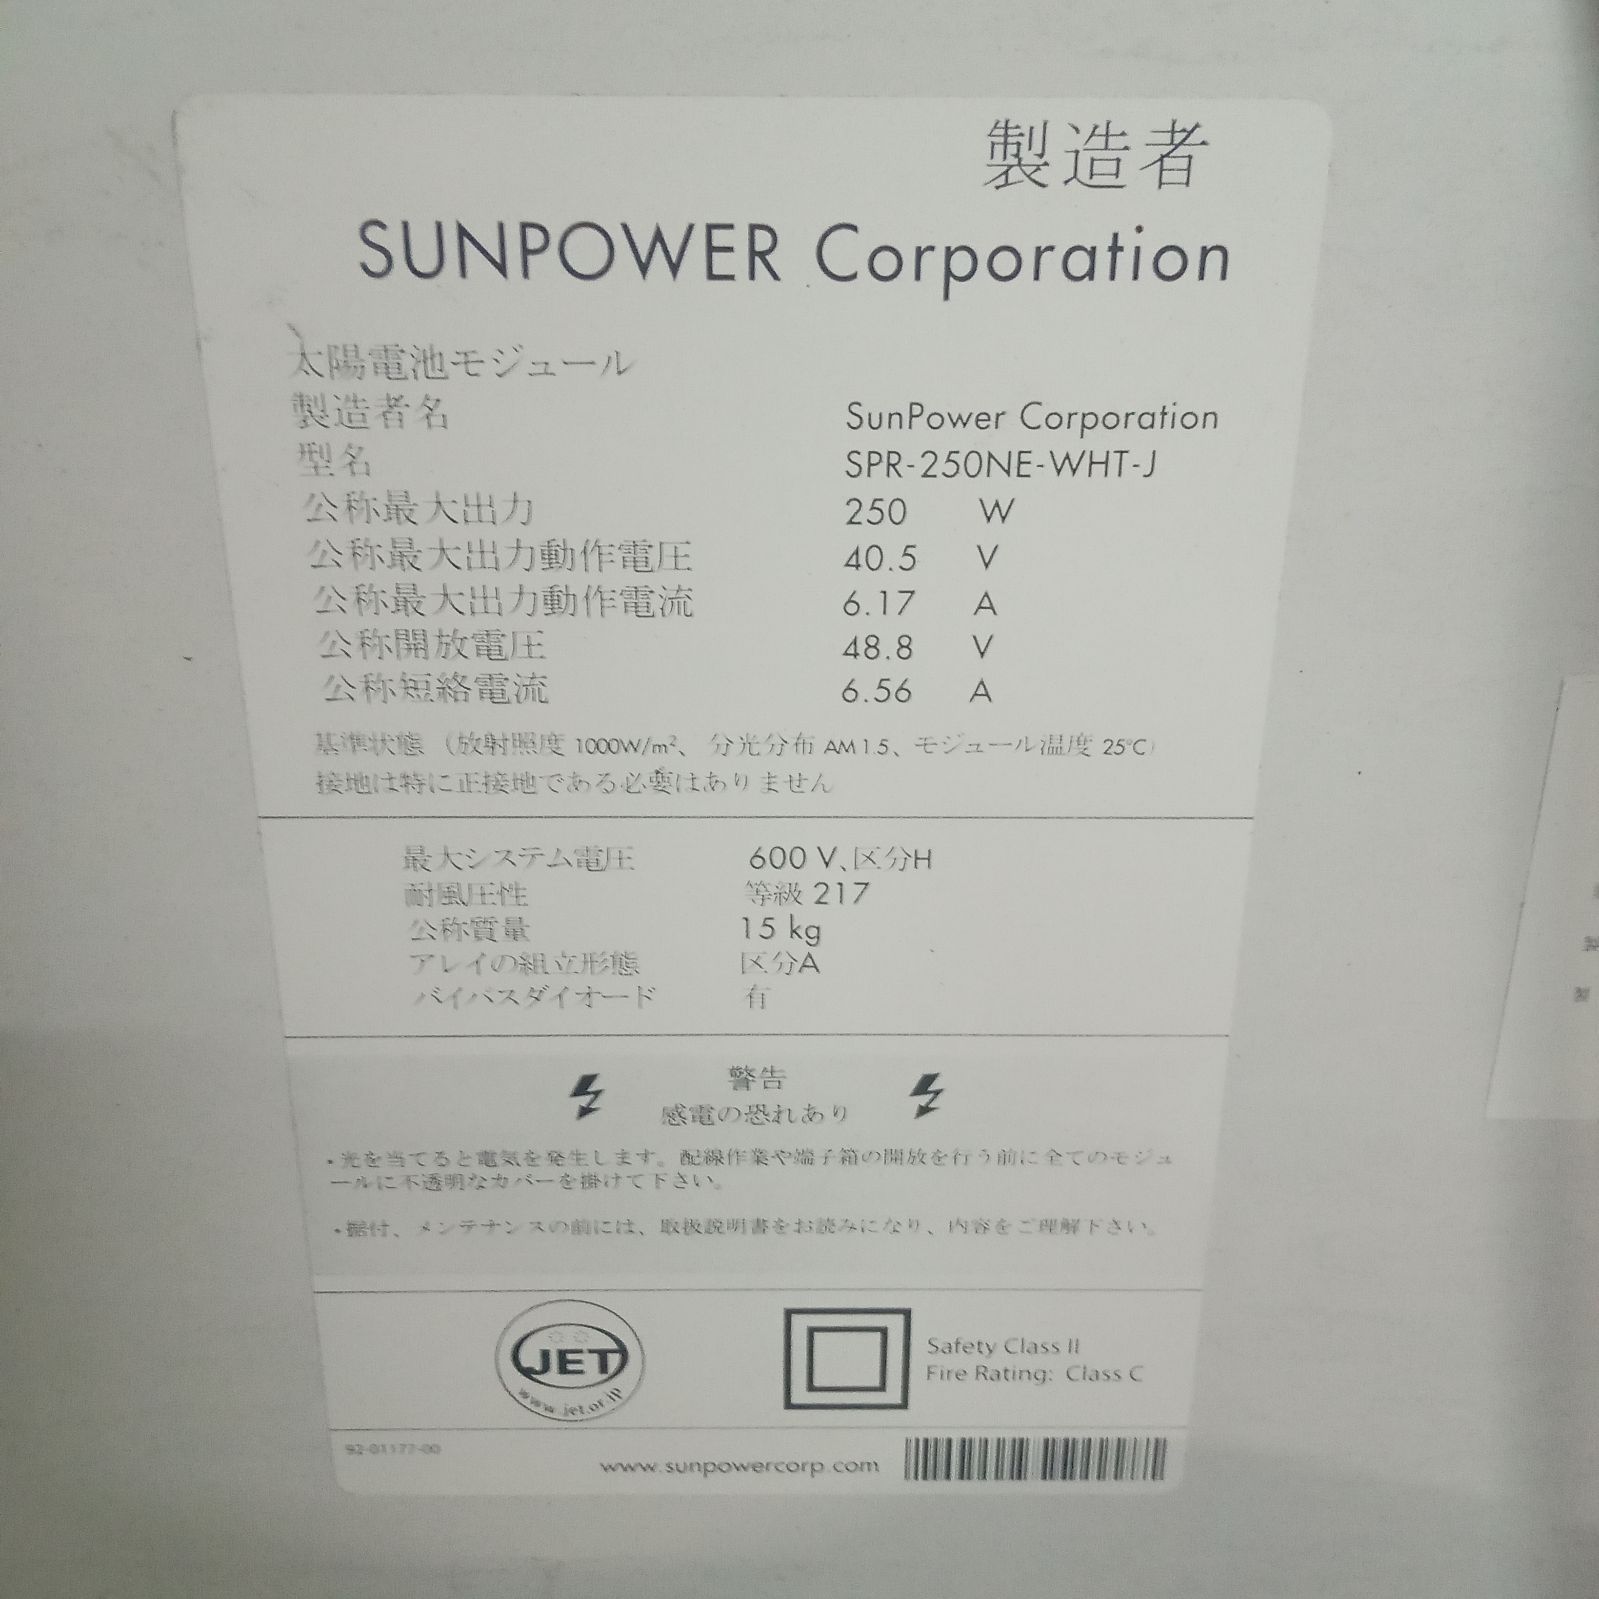 製造者
SUNPOWER Corporation
太陽電池モジュール
製造者名 SunPower Corporation
型名 SPR-250NE-WHT-J
公称最大出力 250 W
公称最大出力動作電圧 40.5 V
公称最大出力動作電流 6.17 A
公称開放電圧 48.8 V
公称短絡電流 6.56 A
基準状態（放射照度 1000W/m²、分光分布 AM 1.5、モジュール温度 25℃）
接地は特に正接地である必要はありません
最大システム電圧 600 V、区分H
耐風圧性 等級 217
公称質量 15 kg
アレイの組立形態 区分A
バイパスダイオード 有
警告
感電の恐れあり
・光を当てると電気を発生します。配線作業や端子箱の開放を行う前に全てのモジュ
ールに不透明なカバーを掛けて下さい。
・据付、メンテナンスの前には、取扱説明書をお読みになり、内容をご理解下さい。
JET
www.jet.or.jp
Safety Class II
Fire Rating: Class C
92-01177-00
www.sunpowercorp.com